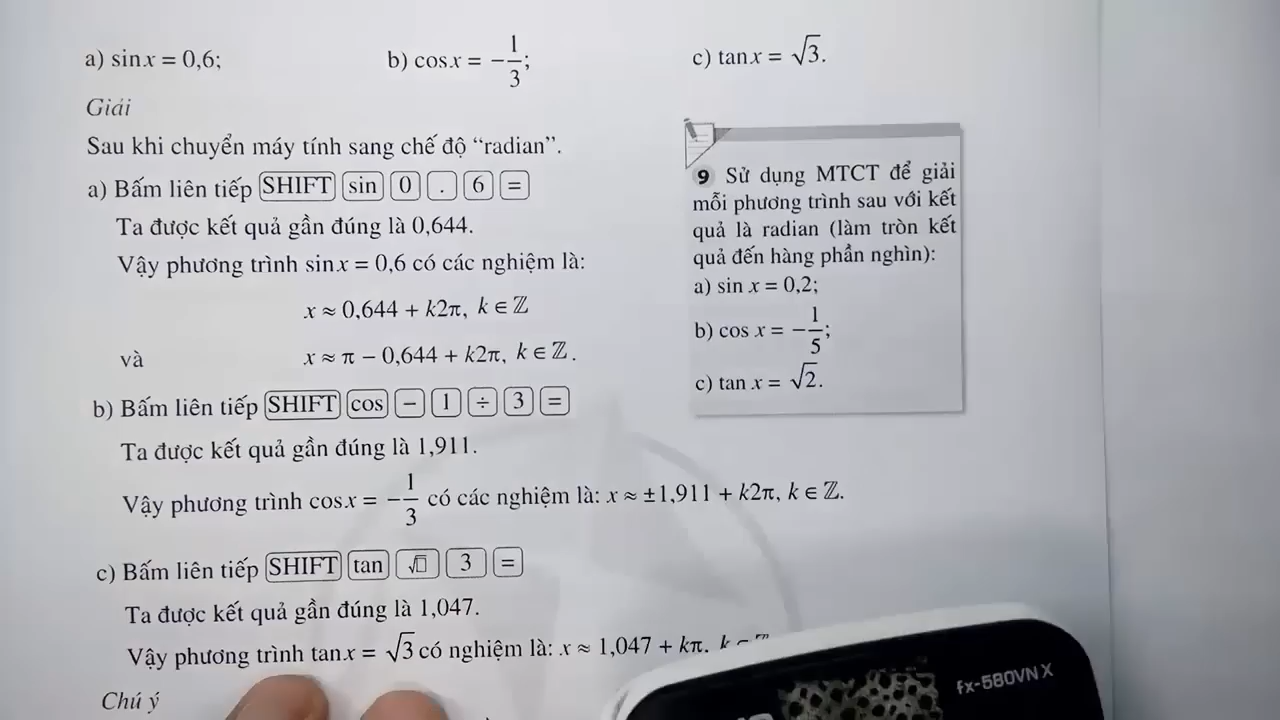 a) sinx = 0,6; b) cosx = −1/3; c) tanx = √3.
Giải
Sau khi chuyển máy tính sang chế độ “radian”.
a) Bấm liên tiếp SHIFT sin 0 . 6 =
Ta được kết quả gần đúng là 0,644.
Vậy phương trình sinx = 0,6 có các nghiệm là:
x ≈ 0,644 + k2π, k ∈ ℤ
và x ≈ π − 0,644 + k2π, k ∈ ℤ.
b) Bấm liên tiếp SHIFT cos − 1 ÷ 3 =
Ta được kết quả gần đúng là 1,911.
Vậy phương trình cosx = −1/3 có các nghiệm là: x ≈ ±1,911 + k2π, k ∈ ℤ.
c) Bấm liên tiếp SHIFT tan √□ 3 =
Ta được kết quả gần đúng là 1,047.
Vậy phương trình tanx = √3 có nghiệm là: x ≈ 1,047 + kπ, k
Chú ý
9 Sử dụng MTCT để giải
mỗi phương trình sau với kết
quả là radian (làm tròn kết
quả đến hàng phần nghìn):
a) sin x = 0,2;
b) cos x = −1/5;
c) tan x = √2.
fx-580VN X